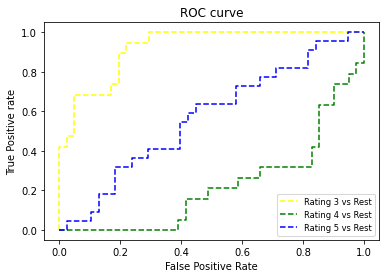 ROC curve
True Positive rate
1.0
0.8
0.6
0.4
0.2
0.0
Rating 3 vs Rest
Rating 4 vs Rest
Rating 5 vs Rest
0.0 0.2 0.4 0.6 0.8 1.0
False Positive Rate